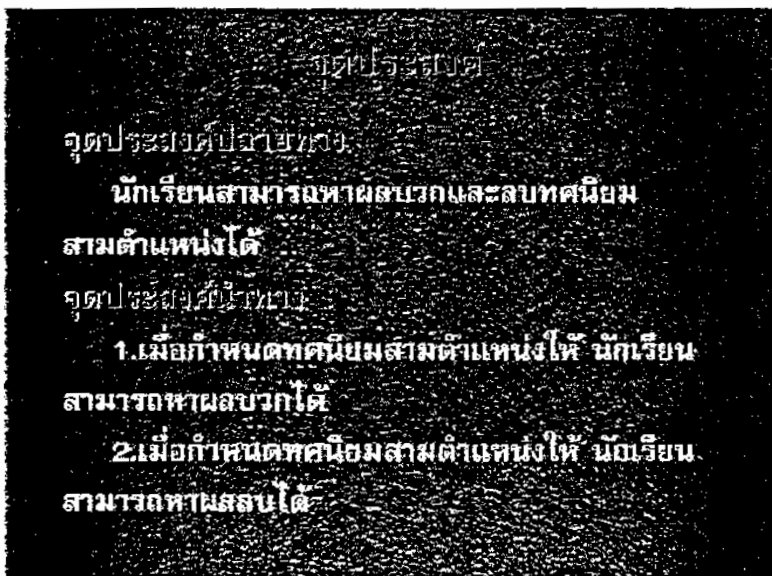 จุดประสงค์
จุดประสงค์ปลายทาง
นักเรียนสามารถหาผลบวกและลบทศนิยม
สามตำแหน่งได้
จุดประสงค์นำทาง
1.เมื่อกำหนดทศนิยมสามตำแหน่งให้ นักเรียน
สามารถหาผลบวกได้
2.เมื่อกำหนดทศนิยมสามตำแหน่งให้ นักเรียน
สามารถหาผลลบได้